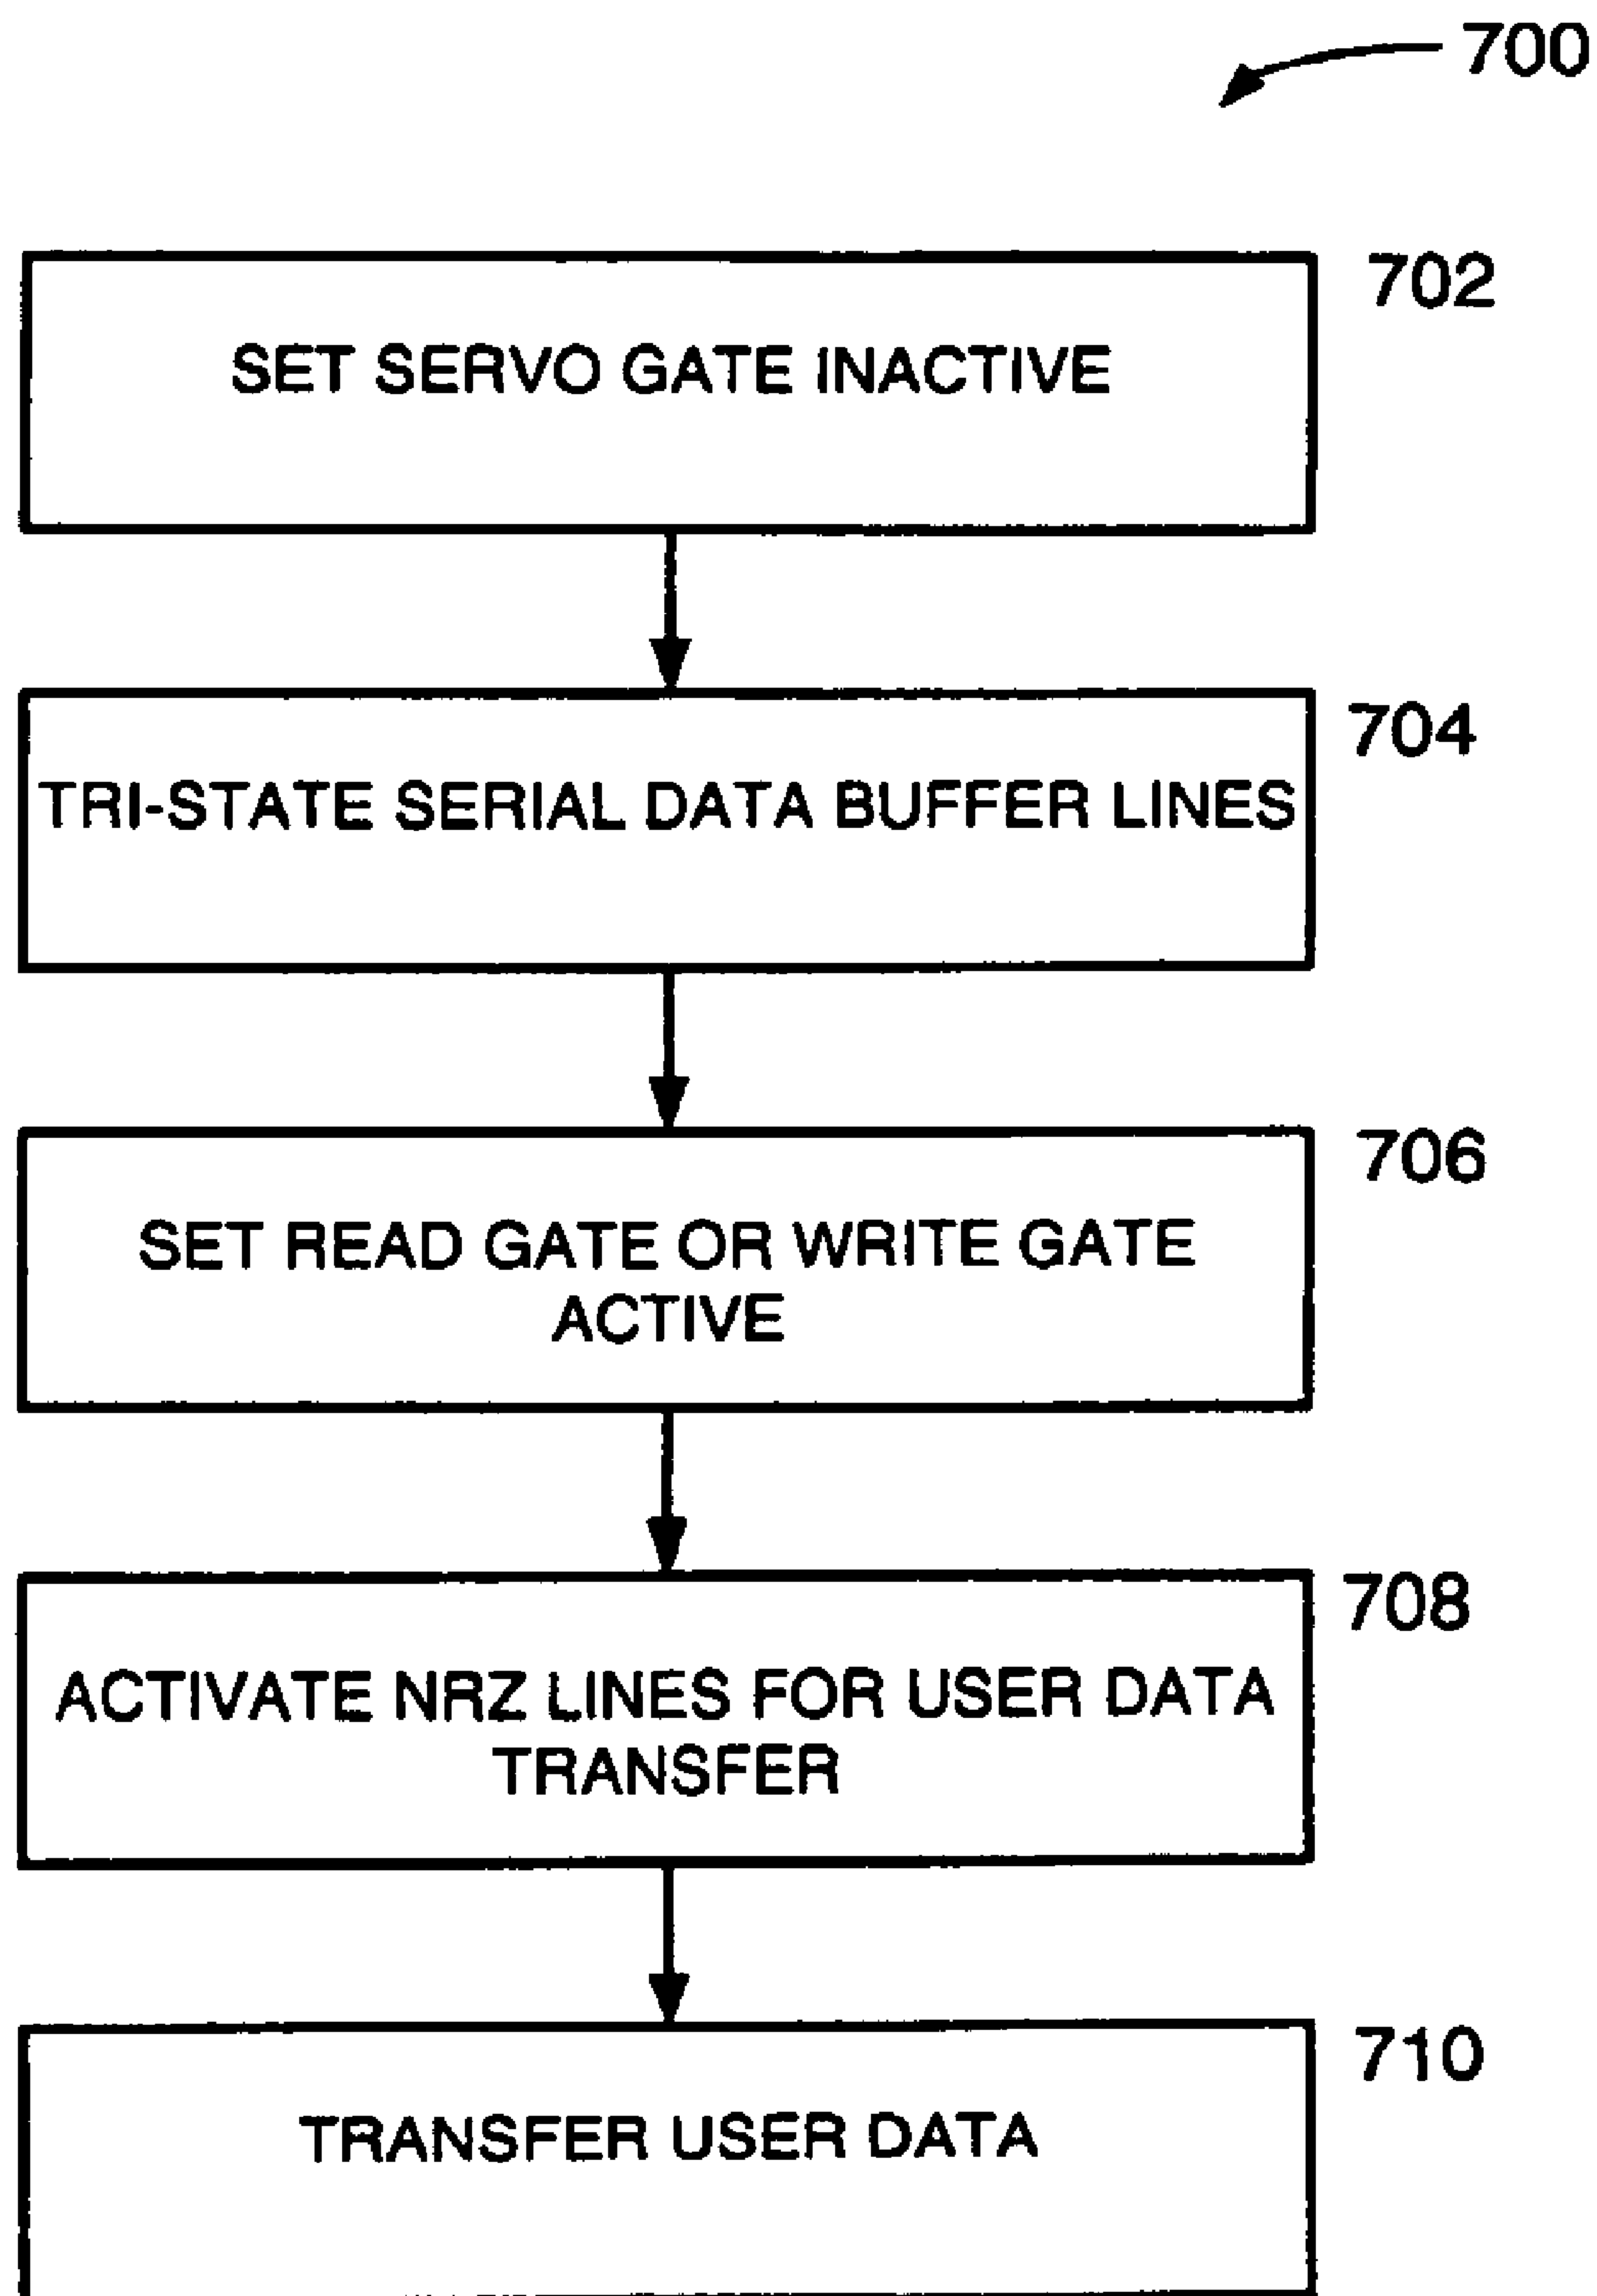 700
702
SET SERVO GATE INACTIVE
704
TRI-STATE SERIAL DATA BUFFER LINES
706
SET READ GATE OR WRITE GATE
ACTIVE
708
ACTIVATE NRZ LINES FOR USER DATA
TRANSFER
710
TRANSFER USER DATA